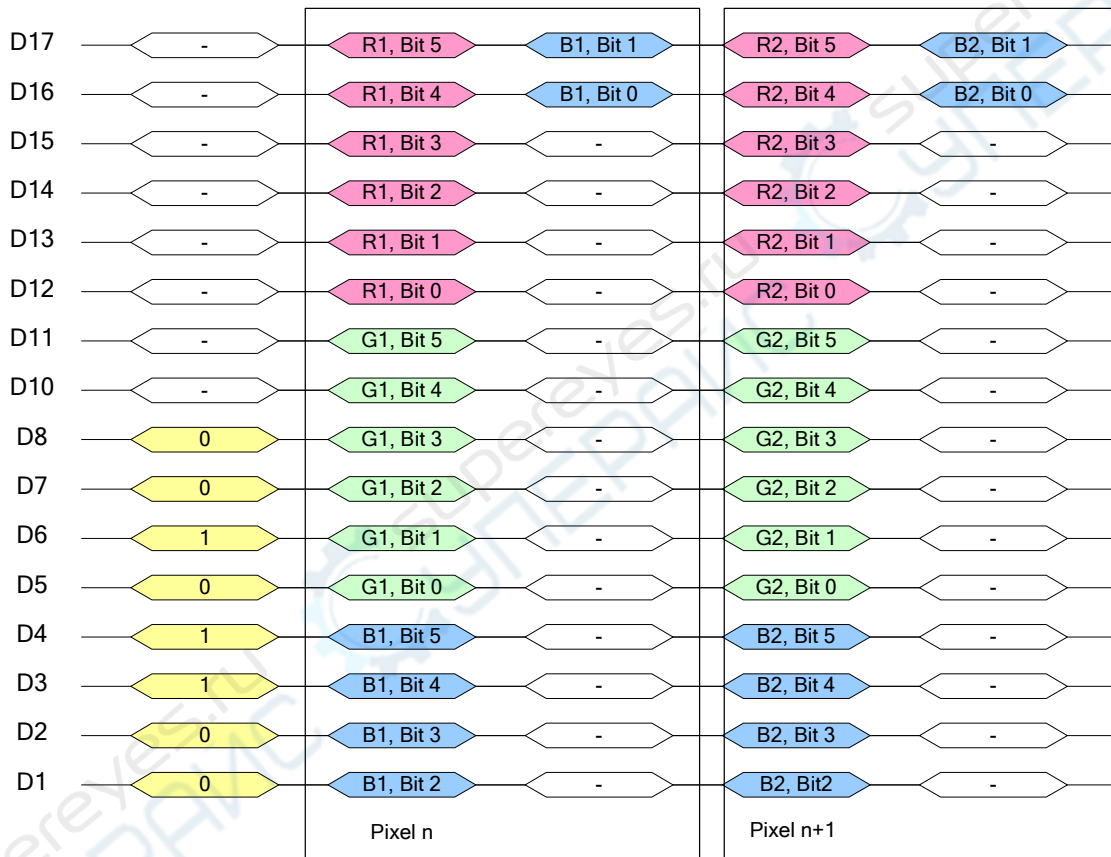 D17 - R1, Bit 5 B1, Bit 1 R2, Bit 5 B2, Bit 1
D16 - R1, Bit 4 B1, Bit 0 R2, Bit 4 B2, Bit 0
D15 - R1, Bit 3 - R2, Bit 3 -
D14 - R1, Bit 2 - R2, Bit 2 -
D13 - R1, Bit 1 - R2, Bit 1 -
D12 - R1, Bit 0 - R2, Bit 0 -
D11 - G1, Bit 5 - G2, Bit 5 -
D10 - G1, Bit 4 - G2, Bit 4 -
D8 0 G1, Bit 3 - G2, Bit 3 -
D7 0 G1, Bit 2 - G2, Bit 2 -
D6 1 G1, Bit 1 - G2, Bit 1 -
D5 0 G1, Bit 0 - G2, Bit 0 -
D4 1 B1, Bit 5 - B2, Bit 5 -
D3 1 B1, Bit 4 - B2, Bit 4 -
D2 0 B1, Bit 3 - B2, Bit 3 -
D1 0 B1, Bit 2 - B2, Bit2 -
Pixel n Pixel n+1
supereyes.ru
СУПЕРАЙС